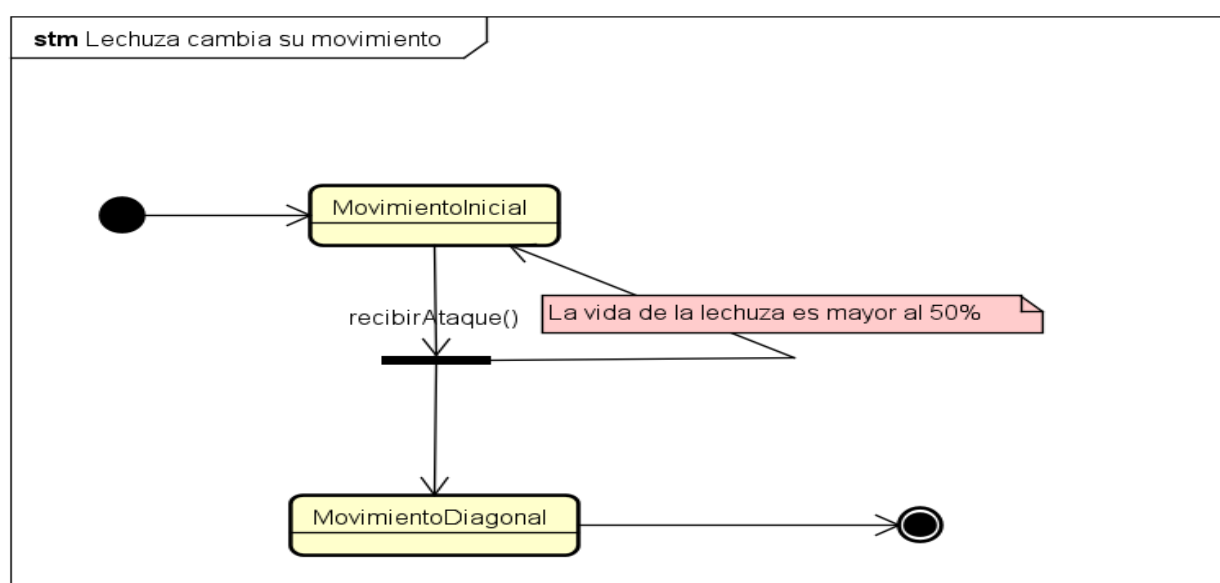 stm Lechuza cambia su movimiento
MovimientoInicial
recibirAtaque()
La vida de la lechuza es mayor al 50%
MovimientoDiagonal